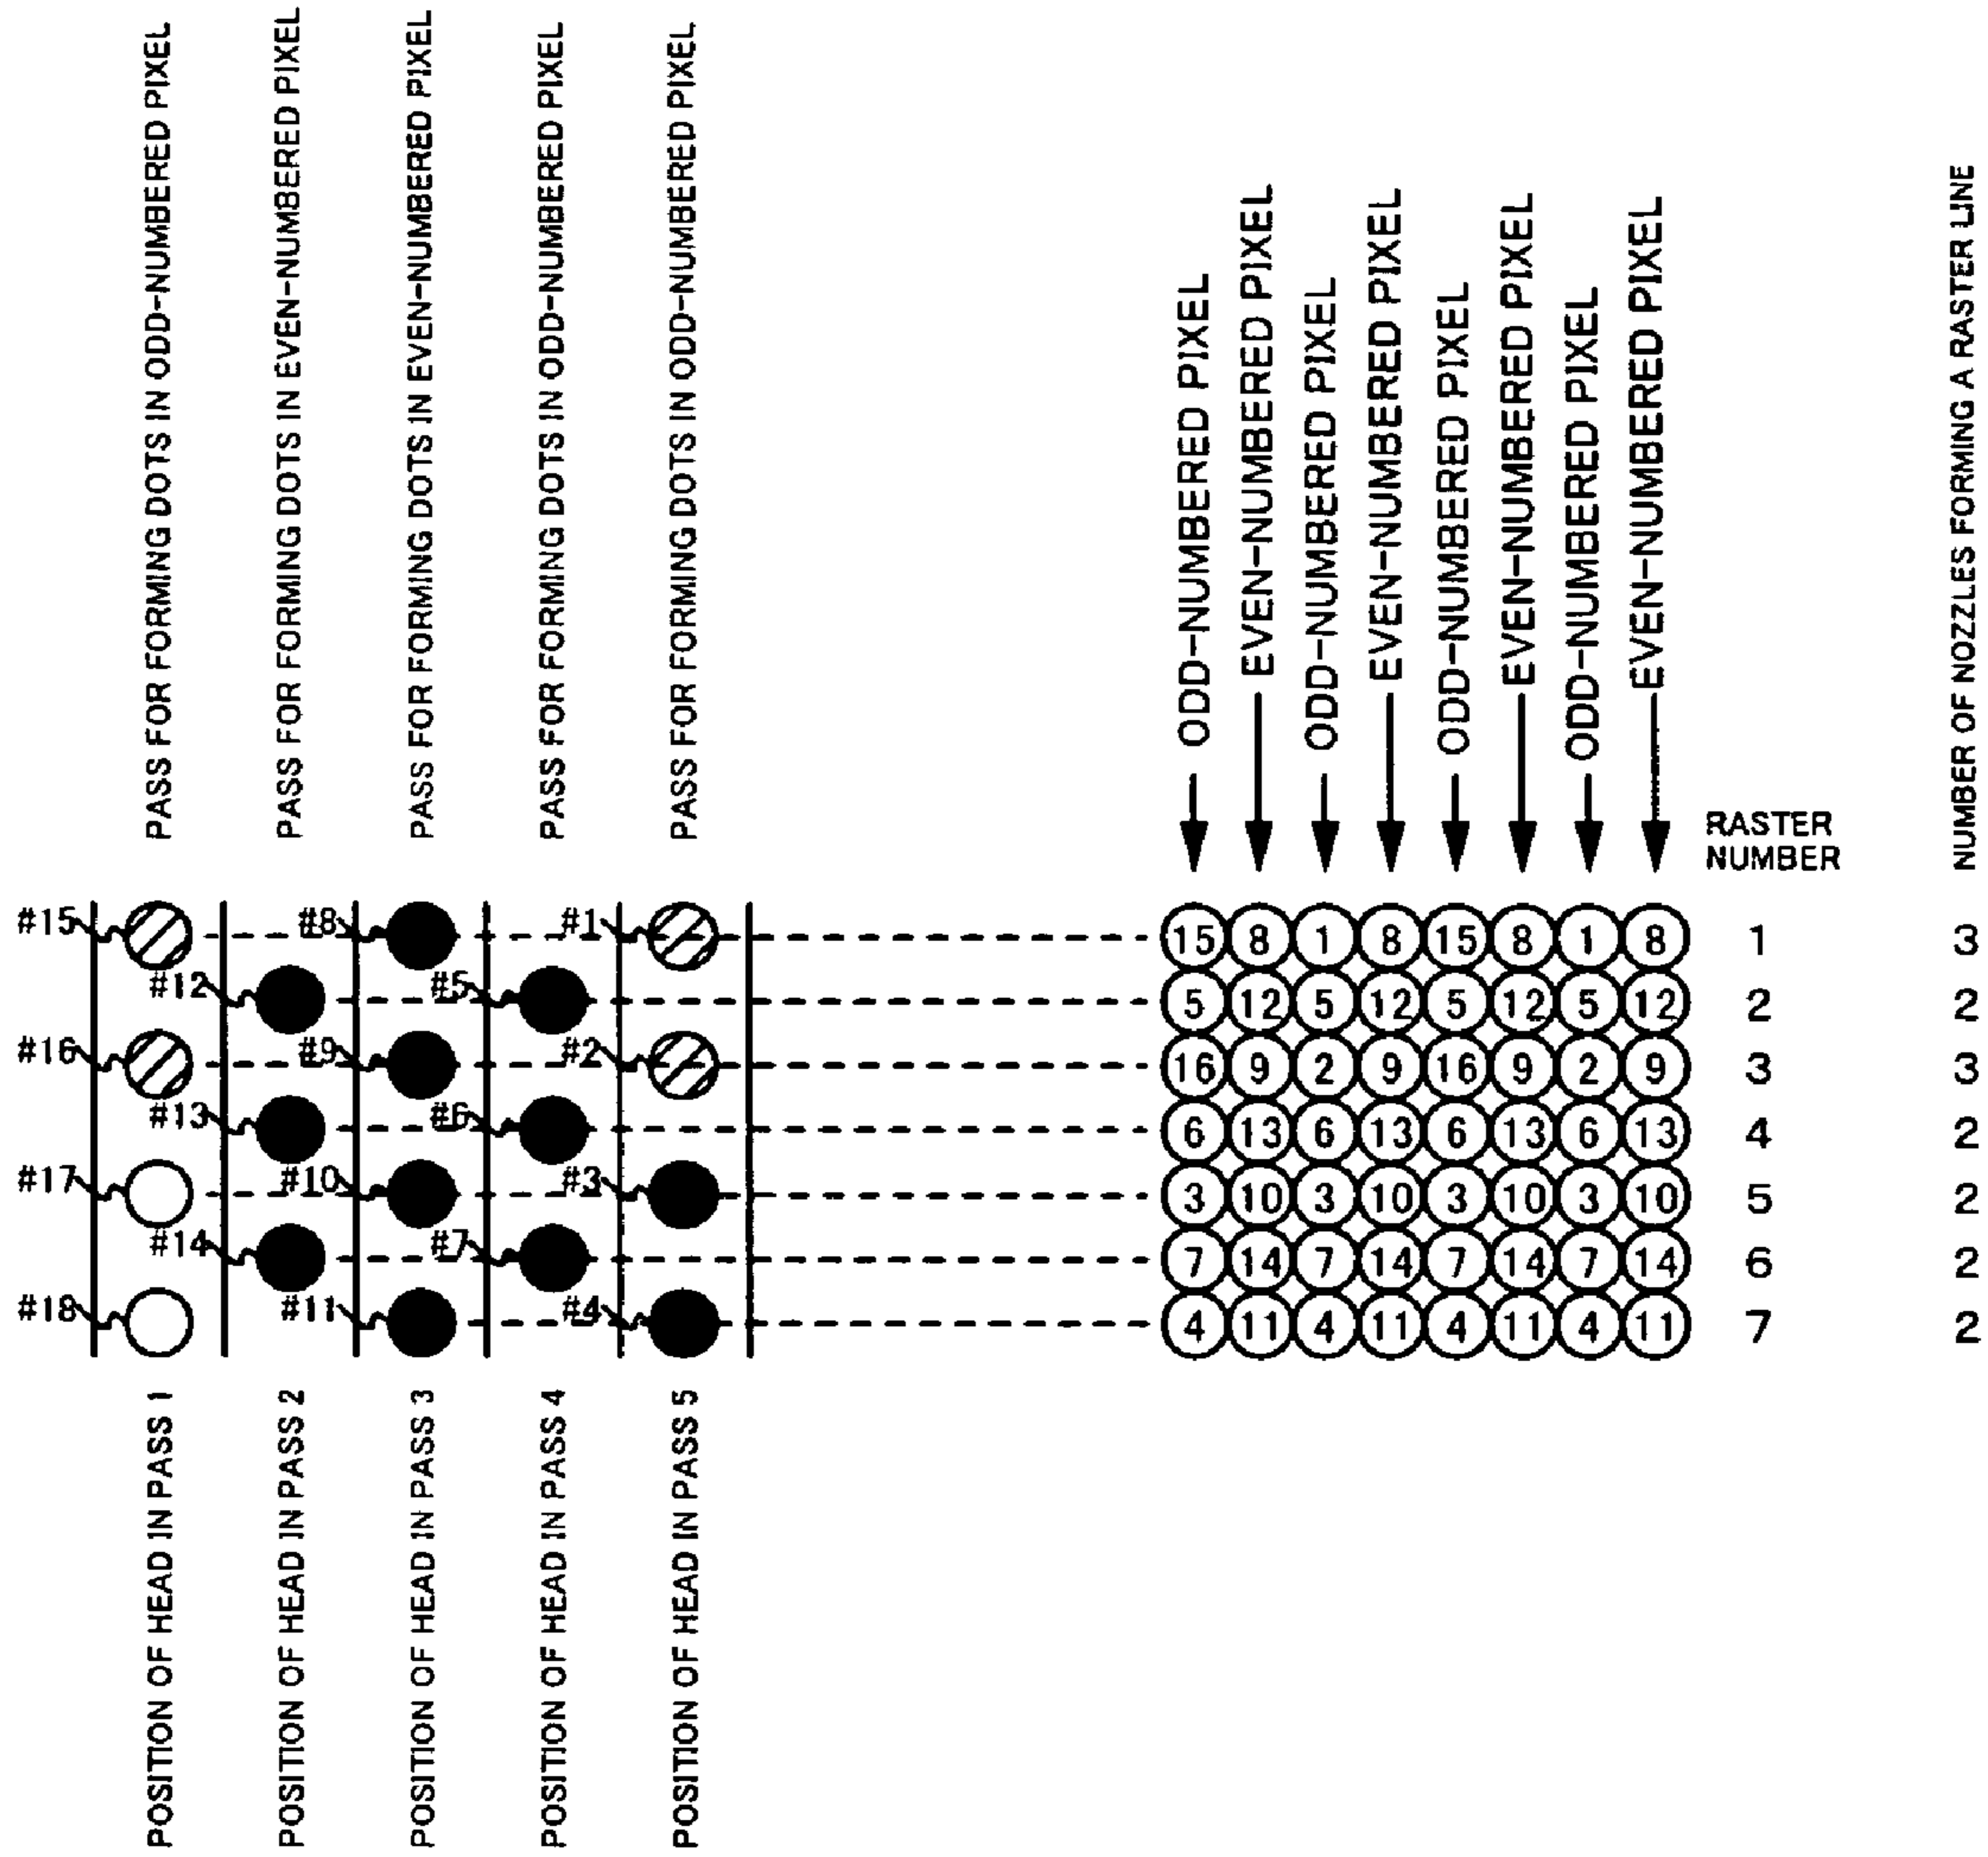 PASS FOR FORMING DOTS IN ODD-NUMBERED PIXEL
PASS FOR FORMING DOTS IN EVEN-NUMBERED PIXEL
PASS FOR FORMING DOTS IN EVEN-NUMBERED PIXEL
PASS FOR FORMING DOTS IN ODD-NUMBERED PIXEL
PASS FOR FORMING DOTS IN ODD-NUMBERED PIXEL
ODD-NUMBERED PIXEL
EVEN-NUMBERED PIXEL
ODD-NUMBERED PIXEL
EVEN-NUMBERED PIXEL
ODD-NUMBERED PIXEL
EVEN-NUMBERED PIXEL
ODD-NUMBERED PIXEL
EVEN-NUMBERED PIXEL
RASTER
NUMBER
NUMBER OF NOZZLES FORMING A RASTER LINE
#15 #8 #1 15 8 1 8 15 8 1 8 1 3
#12 #5 5 12 5 12 5 12 5 12 2 2
#16 #9 #2 16 9 2 9 16 9 2 9 3 3
#13 #6 6 13 6 13 6 13 6 13 4 2
#17 #10 #3 3 10 3 10 3 10 3 10 5 2
#14 #7 7 14 7 14 7 14 7 14 6 2
#18 #11 #4 4 11 4 11 4 11 4 11 7 2
POSITION OF HEAD IN PASS 1
POSITION OF HEAD IN PASS 2
POSITION OF HEAD IN PASS 3
POSITION OF HEAD IN PASS 4
POSITION OF HEAD IN PASS 5